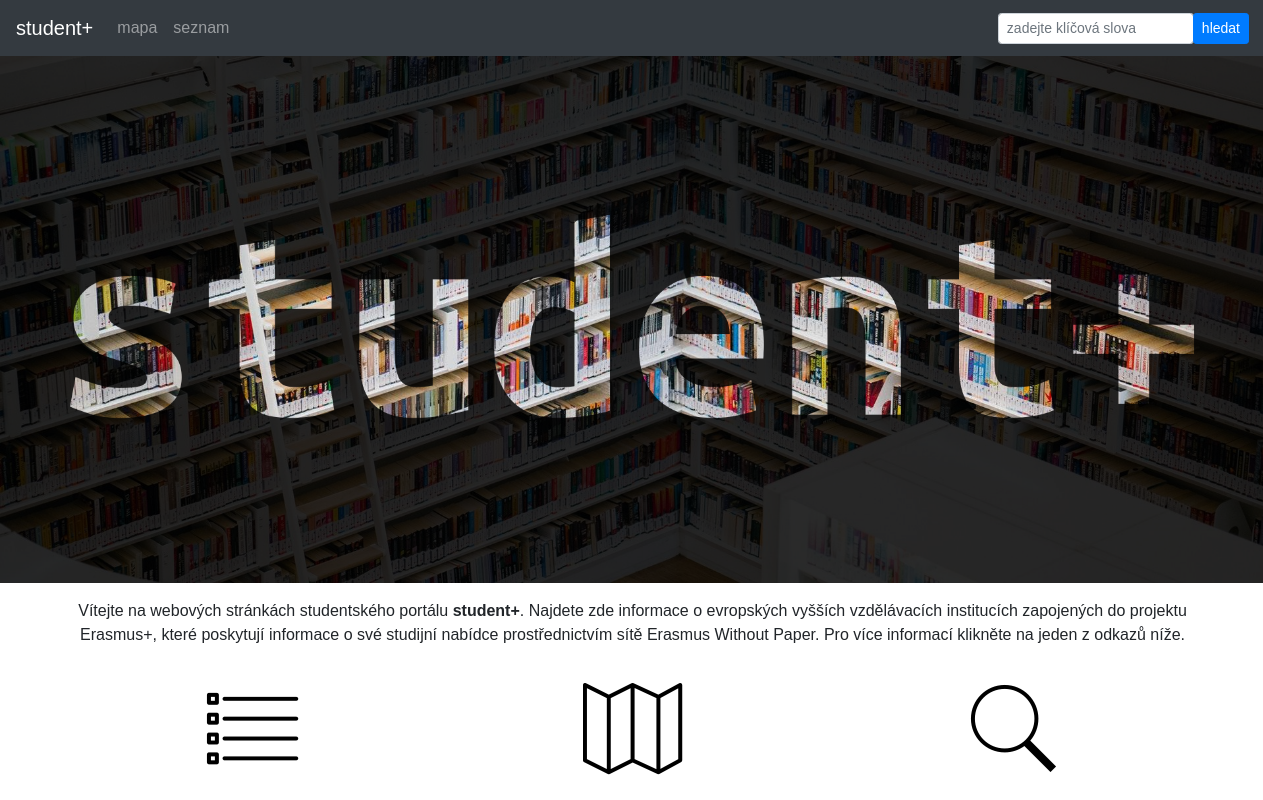 student+ mapa seznam zadejte klíčová slova hledat
student+
Vítejte na webových stránkách studentského portálu student+. Najdete zde informace o evropských vyšších vzdělávacích institucích zapojených do projektu
Erasmus+, které poskytují informace o své studijní nabídce prostřednictvím sítě Erasmus Without Paper. Pro více informací klikněte na jeden z odkazů níže.